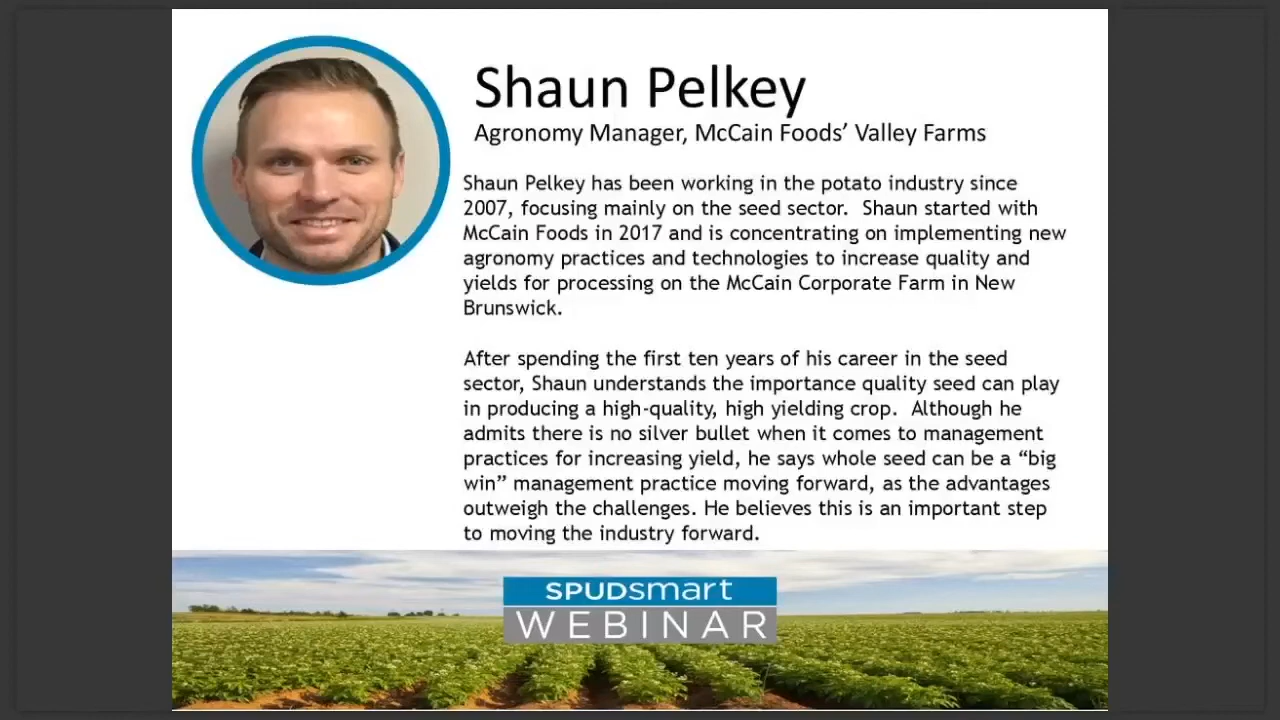 Shaun Pelkey
Agronomy Manager, McCain Foods’ Valley Farms
Shaun Pelkey has been working in the potato industry since
2007, focusing mainly on the seed sector.  Shaun started with
McCain Foods in 2017 and is concentrating on implementing new
agronomy practices and technologies to increase quality and
yields for processing on the McCain Corporate Farm in New
Brunswick.
After spending the first ten years of his career in the seed
sector, Shaun understands the importance quality seed can play
in producing a high-quality, high yielding crop.  Although he
admits there is no silver bullet when it comes to management
practices for increasing yield, he says whole seed can be a “big
win” management practice moving forward, as the advantages
outweigh the challenges. He believes this is an important step
to moving the industry forward.
SPUDsmart
WEBINAR